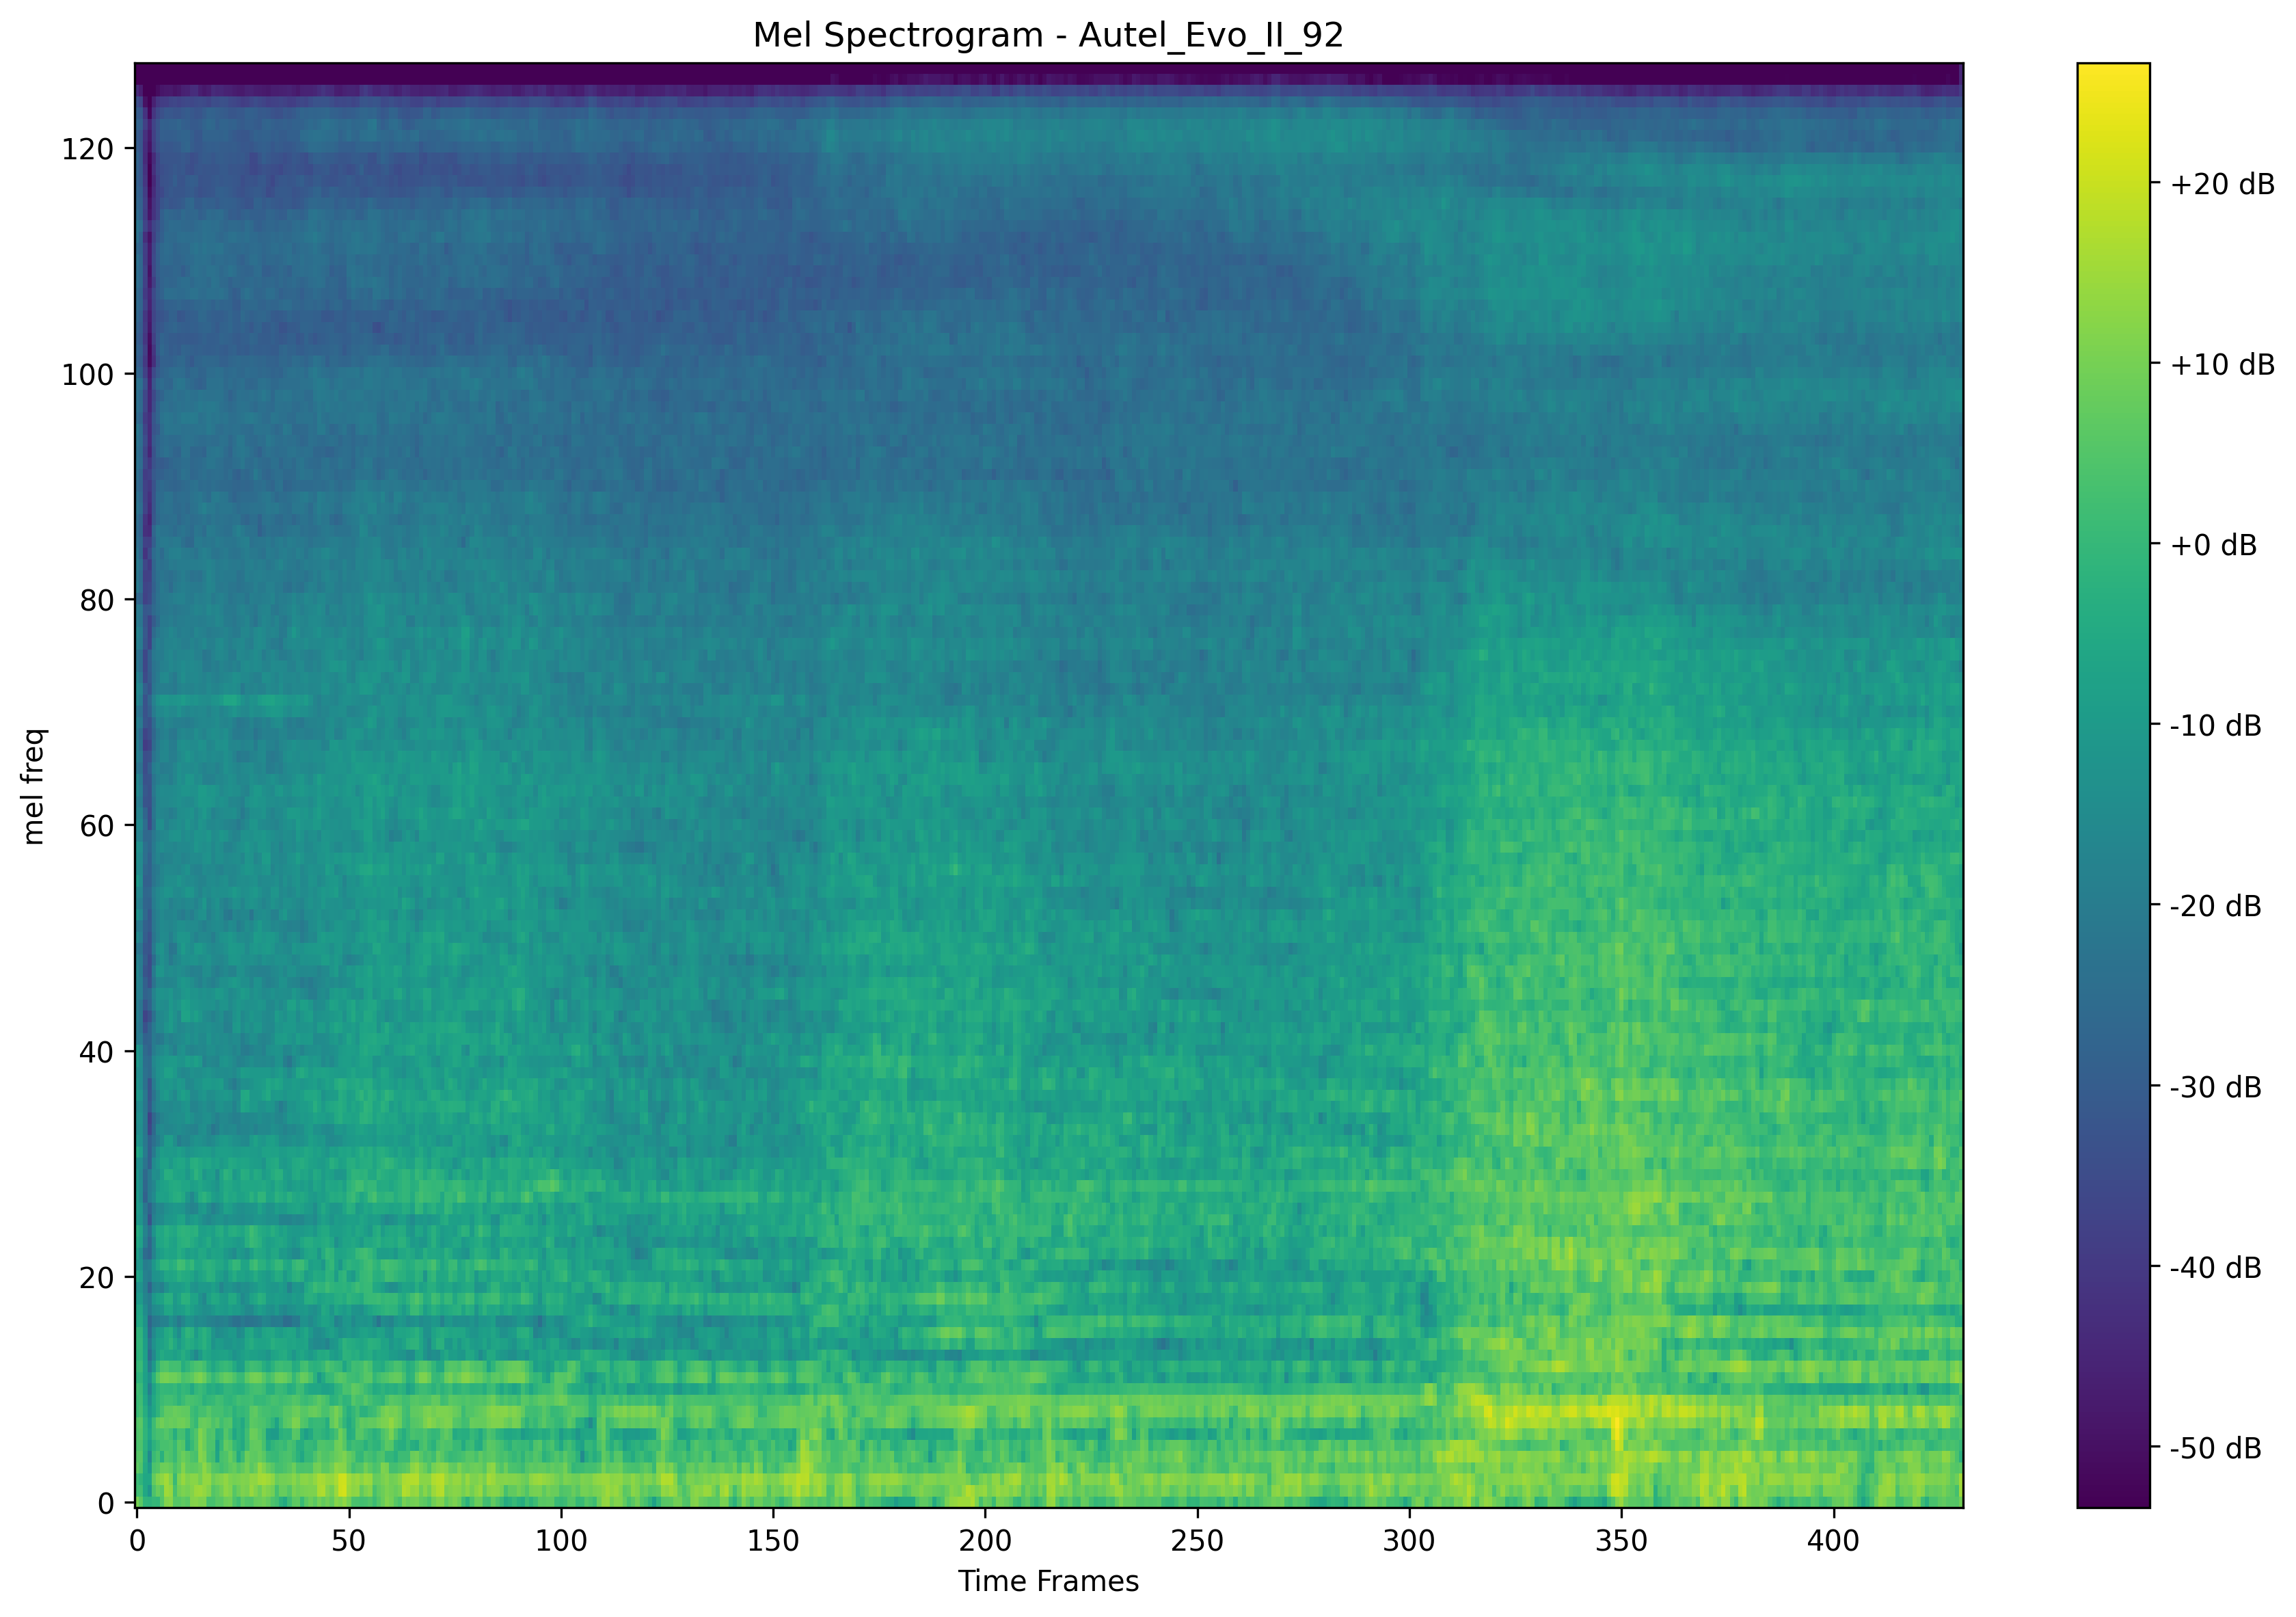 Mel Spectrogram - Autel_Evo_II_92
mel freq
120
100
80
60
40
20
0
0 50 100 150 200 250 300 350 400
Time Frames
+20 dB
+10 dB
+0 dB
-10 dB
-20 dB
-30 dB
-40 dB
-50 dB